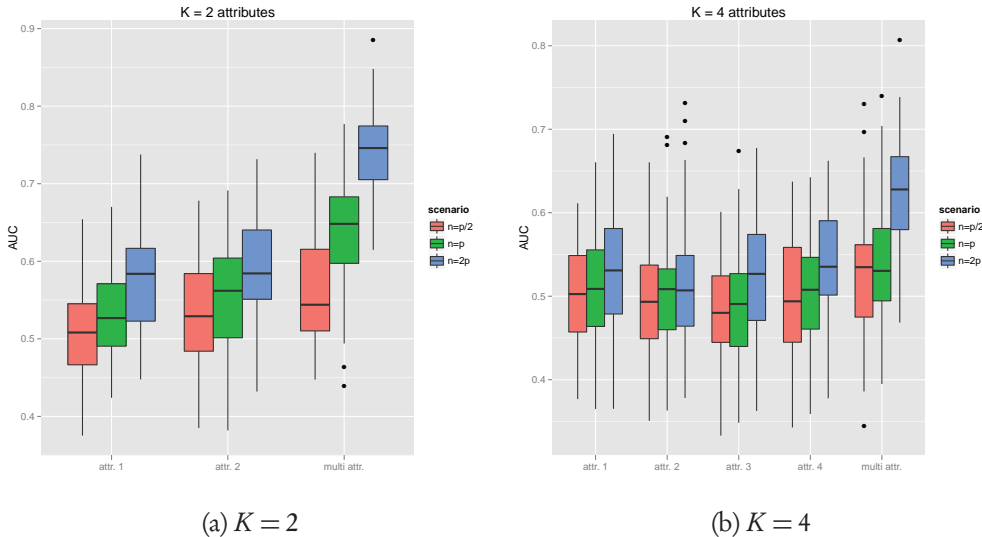 K = 2 attributes
AUC
0.9
0.8
0.7
0.6
0.5
0.4
attr. 1
attr. 2
multi attr.
scenario
n=p/2
n=p
n=2p
(a) K = 2
K = 4 attributes
AUC
0.8
0.7
0.6
0.5
0.4
attr. 1
attr. 2
attr. 3
attr. 4
multi attr.
scenario
n=p/2
n=p
n=2p
(b) K = 4